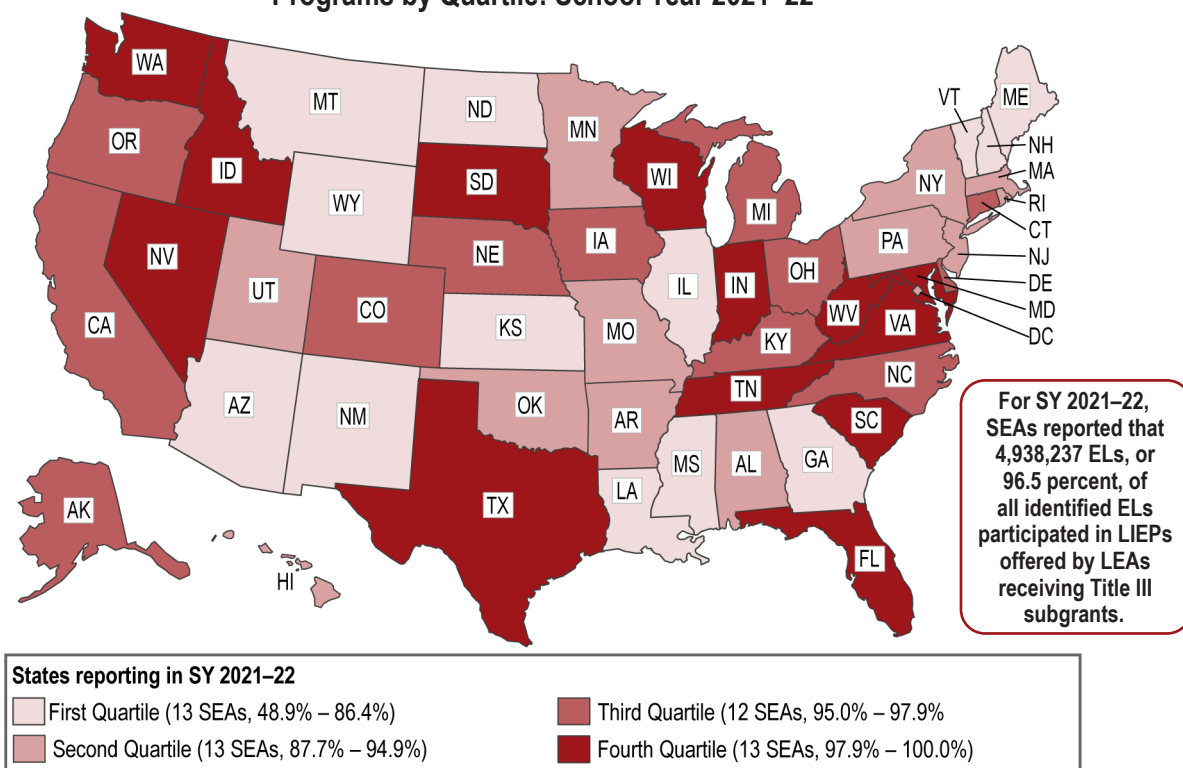 Programs by Quartile: School Year 2021–22
WA
MT
ND
MN
VT
ME
OR
ID
SD
WI
NH
NY
MA
WY
MI
RI
NE
IA
CT
NV
PA
NJ
UT
CO
IL
IN
OH
DE
CA
KS
MO
WV
VA
MD
KY
DC
AZ
NM
OK
AR
TN
NC
SC
MS
AL
GA
LA
TX
AK
HI
FL
For SY 2021–22,
SEAs reported that
4,938,237 ELs, or
96.5 percent, of
all identified ELs
participated in LIEPs
offered by LEAs
receiving Title III
subgrants.
States reporting in SY 2021–22
First Quartile (13 SEAs, 48.9% – 86.4%)
Third Quartile (12 SEAs, 95.0% – 97.9%
Second Quartile (13 SEAs, 87.7% – 94.9%)
Fourth Quartile (13 SEAs, 97.9% – 100.0%)